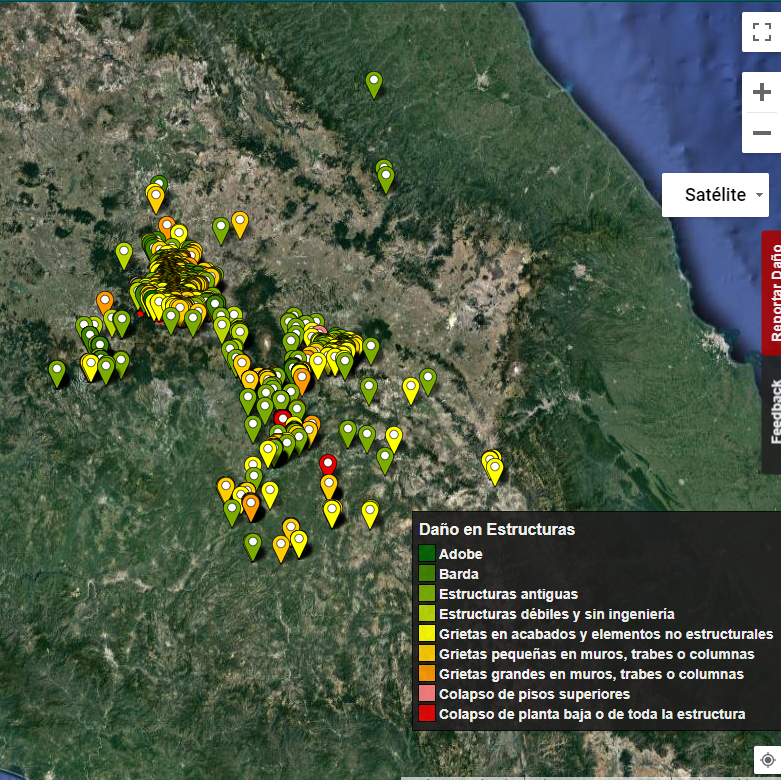 Satélite
Reportar Daño
Feedback
Daño en Estructuras
Adobe
Barda
Estructuras antiguas
Estructuras débiles y sin ingeniería
Grietas en acabados y elementos no estructurales
Grietas pequeñas en muros, trabes o columnas
Grietas grandes en muros, trabes o columnas
Colapso de pisos superiores
Colapso de planta baja o de toda la estructura